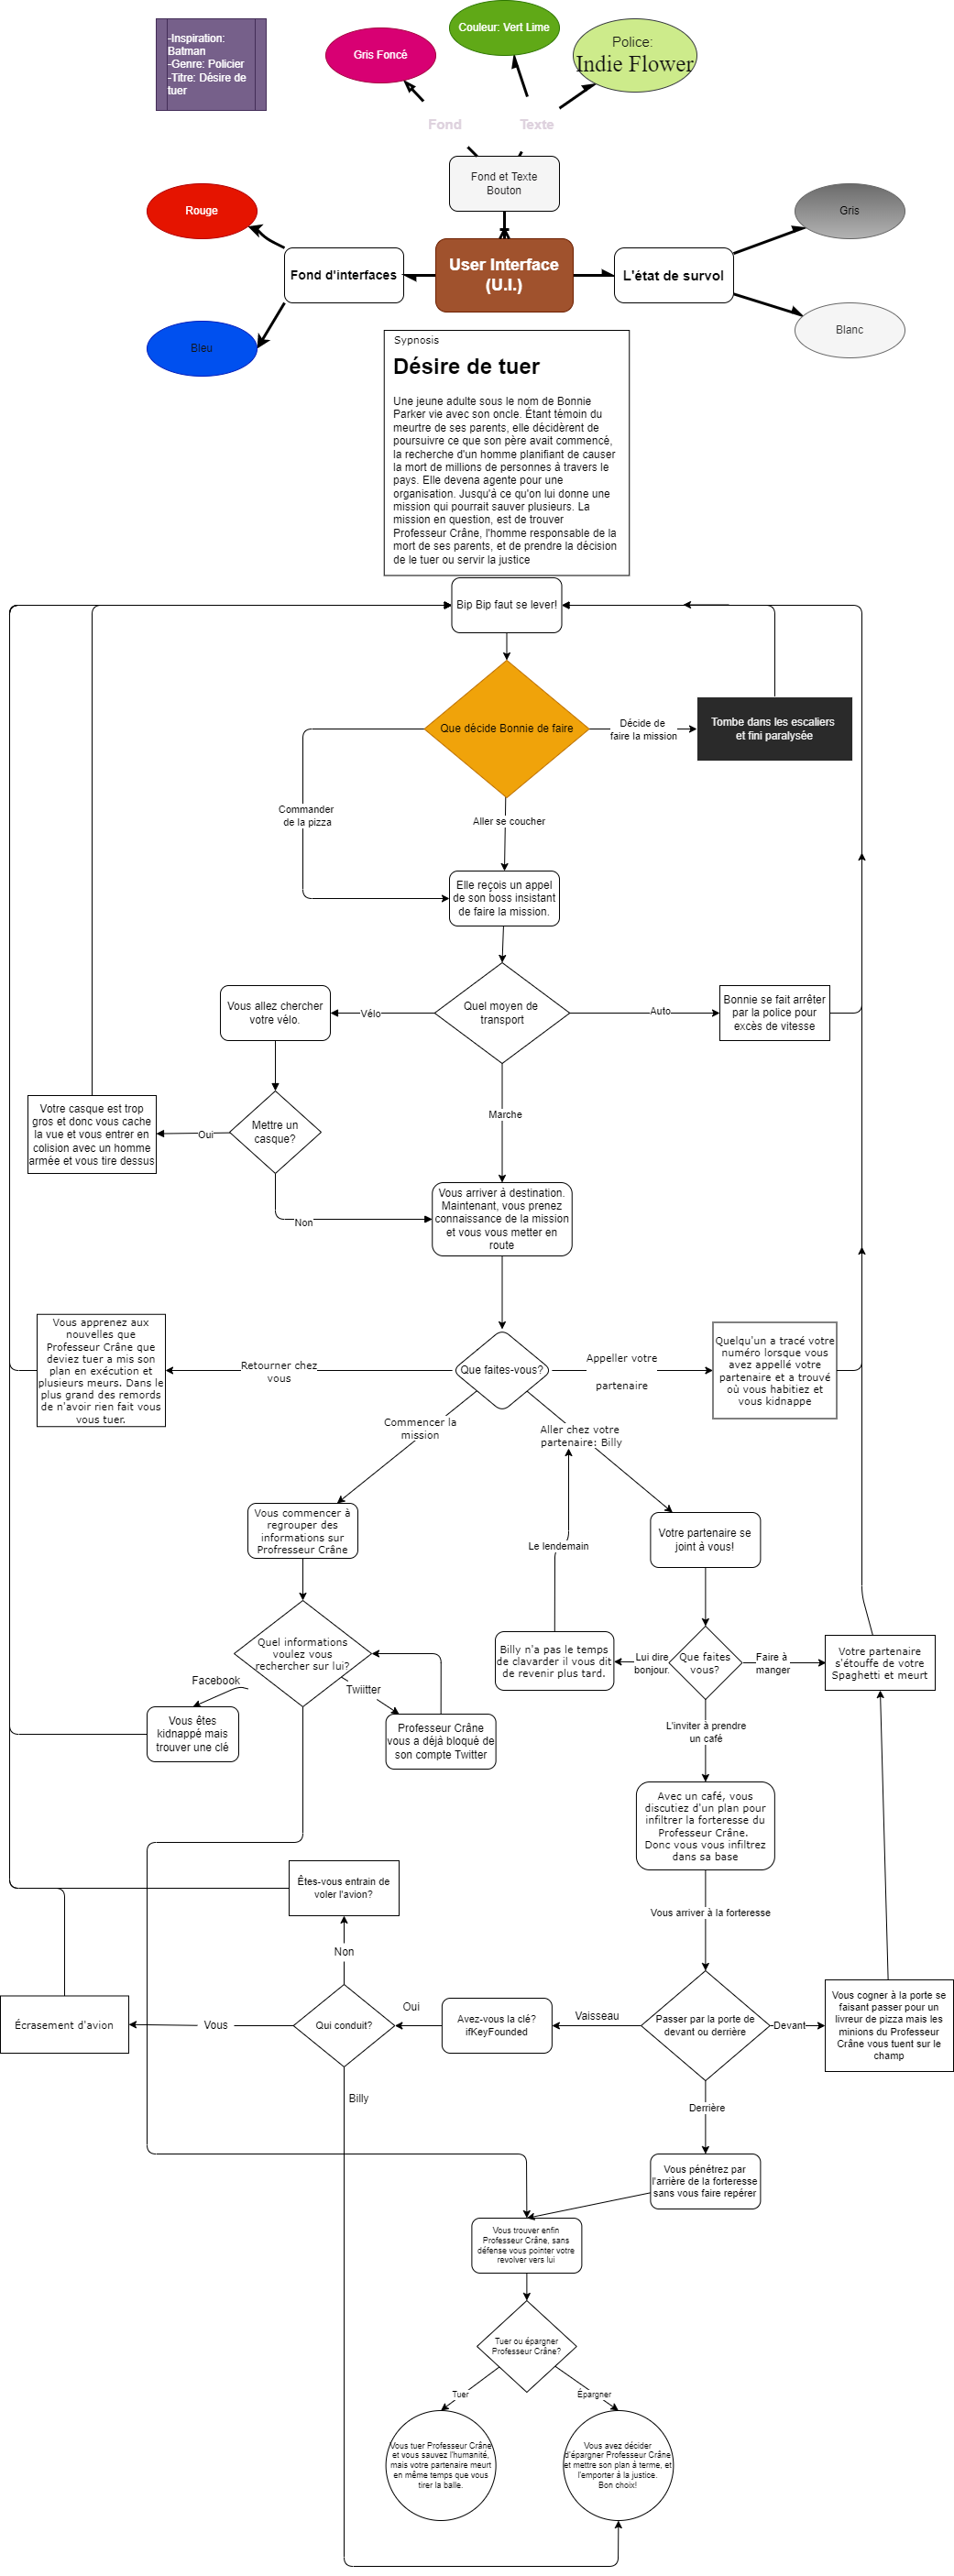 -Inspiration:
Batman
-Genre: Policier
-Titre: Désire de
tuer
Gris Foncé
Couleur: Vert Lime
Police:
Indie Flower
Fond
Texte
Fond et Texte
Bouton
Rouge
Gris
Fond d'interfaces
User Interface
(U.I.)
L'état de survol
Bleu
Blanc
Sypnosis
Désire de tuer
Une jeune adulte sous le nom de Bonnie
Parker vie avec son oncle. Étant témoin du
meurtre de ses parents, elle décidèrent de
poursuivre ce que son père avait commencé,
la recherche d'un homme planifiant de causer
la mort de millions de personnes à travers le
pays. Elle devena agente pour une
organisation. Jusqu'à ce qu'on lui donne une
mission qui pourrait sauver plusieurs. La
mission en question, est de trouver
Professeur Crâne, l'homme responsable de la
mort de ses parents, et de prendre la décision
de le tuer ou servir la justice
Bip Bip faut se lever!
Que décide Bonnie de faire
Décide de
faire la mission
Tombe dans les escaliers
et fini paralysée
Commander
de la pizza
Aller se coucher
Elle reçois un appel
de son boss insistant
de faire la mission.
Vous allez chercher
votre vélo.
Vélo
Quel moyen de
transport
Auto
Bonnie se fait arrêter
par la police pour
excès de vitesse
Votre casque est trop
gros et donc vous cache
la vue et vous entrer en
colision avec un homme
armée et vous tire dessus
Oui
Mettre un
casque?
Marche
Non
Vous arriver à destination.
Maintenant, vous prenez
connaissance de la mission
et vous vous metter en
route
Vous apprenez aux
nouvelles que
Professeur Crâne que
deviez tuer a mis son
plan en exécution et
plusieurs meurs. Dans le
plus grand des remords
de n'avoir rien fait vous
vous tuer.
Retourner chez
vous
Que faites-vous?
Appeller votre
partenaire
Quelqu'un a tracé votre
numéro lorsque vous
avez appellé votre
partenaire et a trouvé
où vous habitiez et
vous kidnappe
Commencer la
mission
Aller chez votre
partenaire: Billy
Vous commencer à
regrouper des
informations sur
Profresseur Crâne
Le lendemain
Votre partenaire se
joint à vous!
Quel informations
voulez vous
rechercher sur lui?
Billy n'a pas le temps
de clavarder il vous dit
de revenir plus tard.
Lui dire
bonjour.
Que faites
vous?
Faire à
manger
Votre partenaire
s'étouffe de votre
Spaghetti et meurt
Facebook
Twiitter
Vous êtes
kidnappé mais
trouver une clé
Professeur Crâne
vous a déjà bloqué de
son compte Twitter
L'inviter à prendre
un café
Avec un café, vous
discutiez d'un plan pour
infiltrer la forteresse du
Professeur Crâne.
Donc vous vous infiltrez
dans sa base
Êtes-vous entrain de
voler l'avion?
Vous arriver à la forteresse
Non
Écrasement d'avion
Vous
Qui conduit?
Oui
Avez-vous la clé?
ifKeyFounded
Vaisseau
Passer par la porte de
devant ou derrière
Devant
Vous cogner à la porte se
faisant passer pour un
livreur de pizza mais les
minions du Professeur
Crâne vous tuent sur le
champ
Billy
Derrière
Vous pénétrez par
l'arrière de la forteresse
sans vous faire repérer
Vous trouver enfin
Professeur Crâne, sans
défense vous pointer votre
revolver vers lui
Tuer ou épargner
Professeur Crâne?
Tuer
Épargner
Vous tuer Professeur Crâne
et vous sauvez l'humanité,
mais votre partenaire meurt
en même temps que vous
tirer la balle.
Vous avez décider
d'épargner Professeur Crâne
et mettre son plan à terme, et
l'emporter à la justice.
Bon choix!